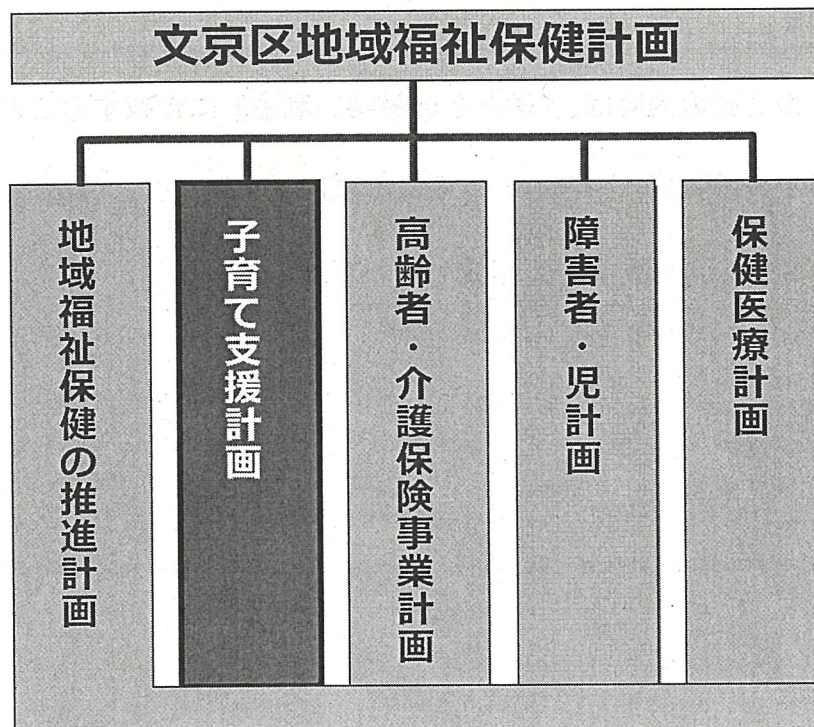 文京区地域福祉保健計画
地域福祉保健の推進計画
子育て支援計画
高齢者・介護保険事業計画
障害者・児計画
保健医療計画